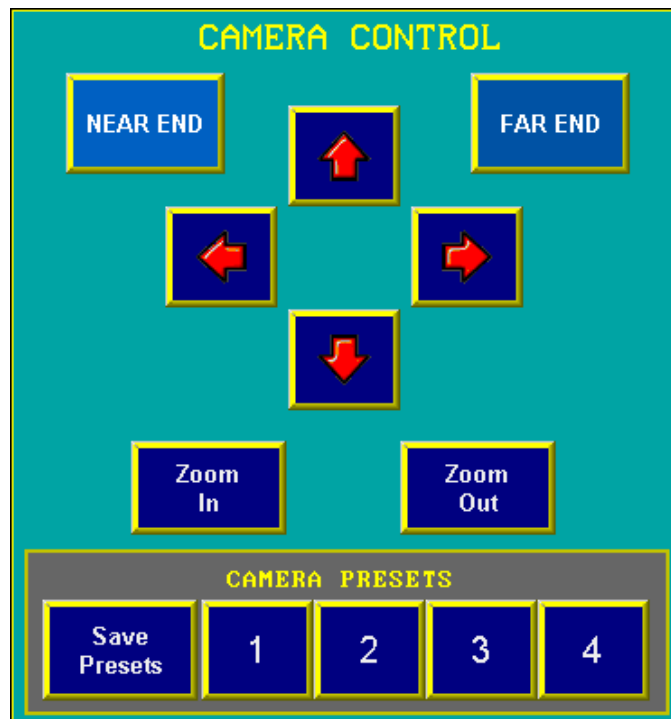 CAMERA CONTROL
NEAR END
FAR END
Zoom
In
Zoom
Out
CAMERA PRESETS
Save
Presets
1
2
3
4